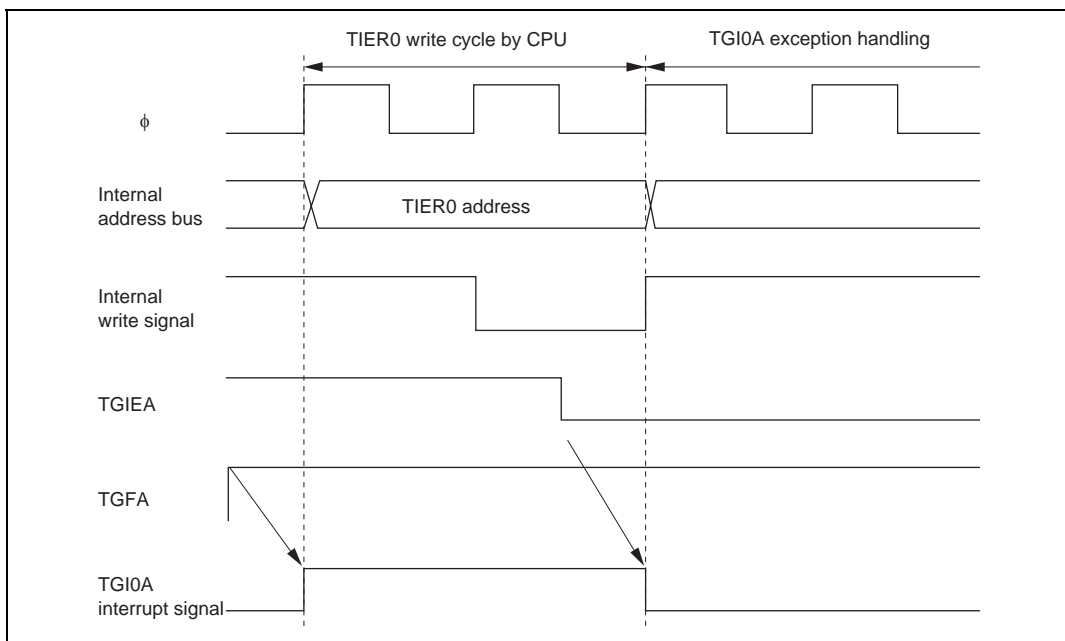 TIER0 write cycle by CPU
TGI0A exception handling
ϕ
Internal
address bus
TIER0 address
Internal
write signal
TGIEA
TGFA
TGI0A
interrupt signal